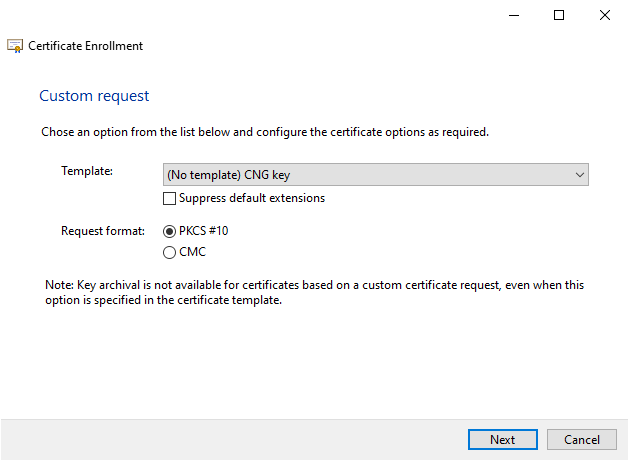 Certificate Enrollment
Custom request
Chose an option from the list below and configure the certificate options as required.
Template:
(No template) CNG key
Suppress default extensions
Request format:
PKCS #10
CMC
Note: Key archival is not available for certificates based on a custom certificate request, even when this
option is specified in the certificate template.
Next
Cancel